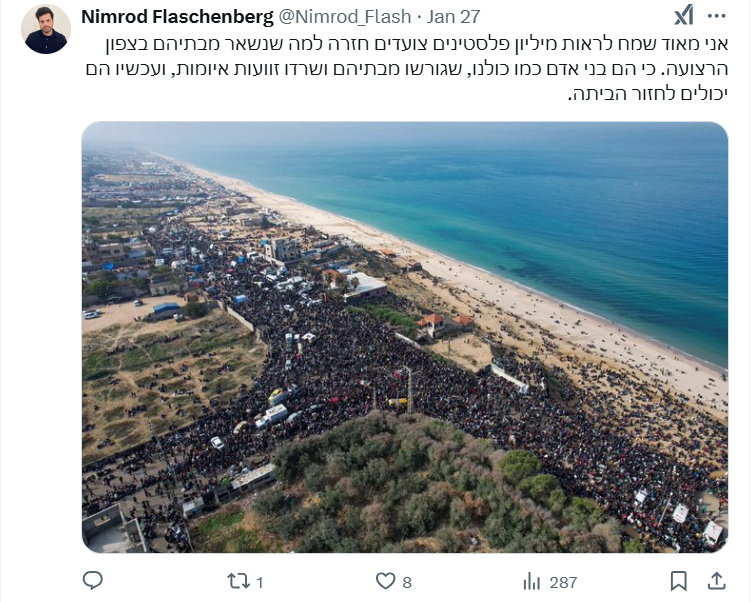 Nimrod Flaschenberg @Nimrod_Flash · Jan 27
אני מאוד שמח לראות מיליון פלסטינים צועדים חזרה למה שנשאר מבתיהם בצפון
הרצועה. כי הם בני אדם כמו כולנו, שגורשו מבתיהם ושרדו זוועות איומות, ועכשיו הם
יכולים לחזור הביתה.
1 8 287